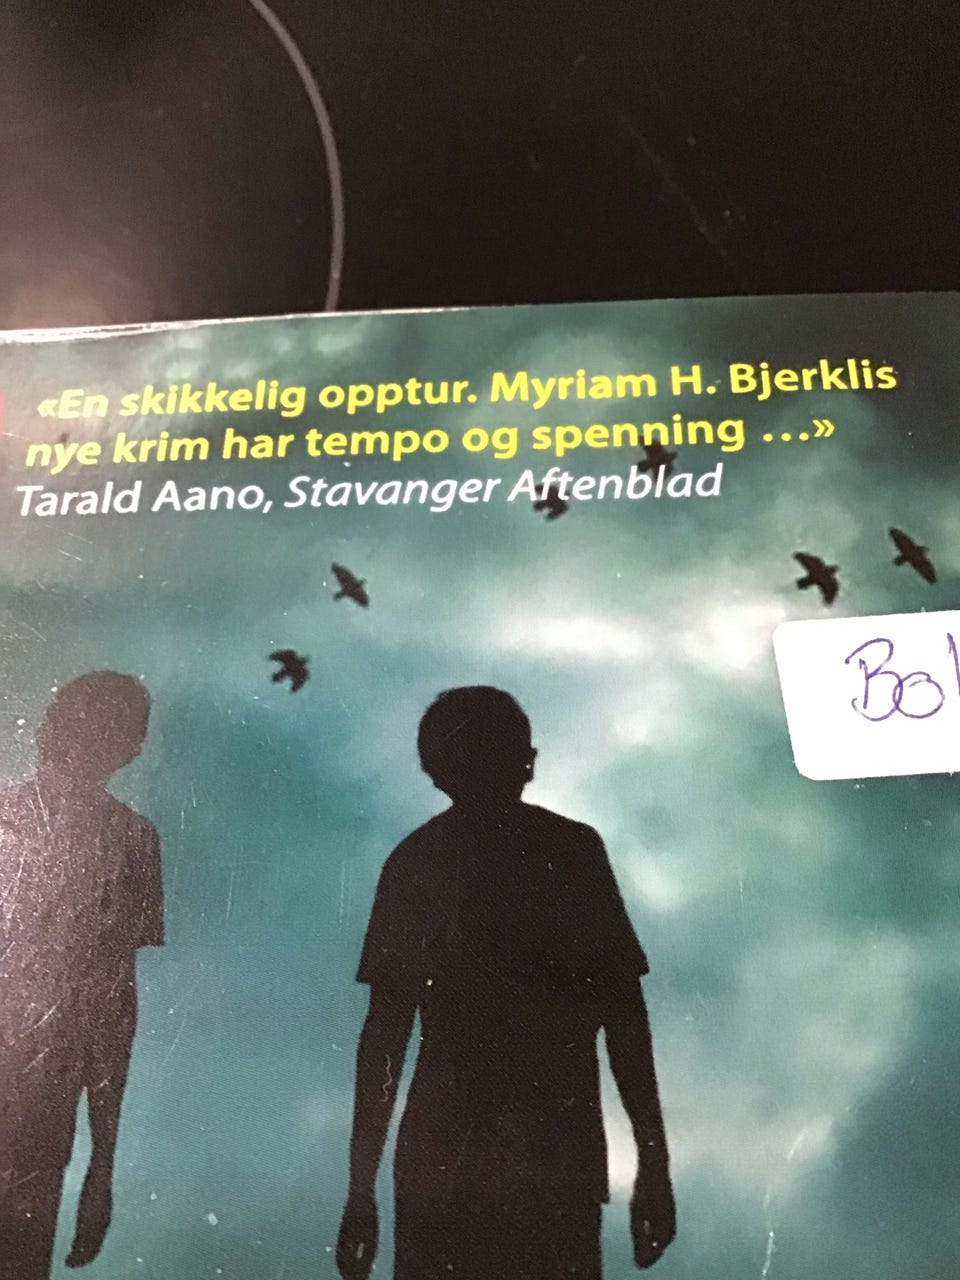 «En skikkelig opptur. Myriam H. Bjerklis
nye krim har tempo og spenning ...»
Tarald Aano, Stavanger Aftenblad